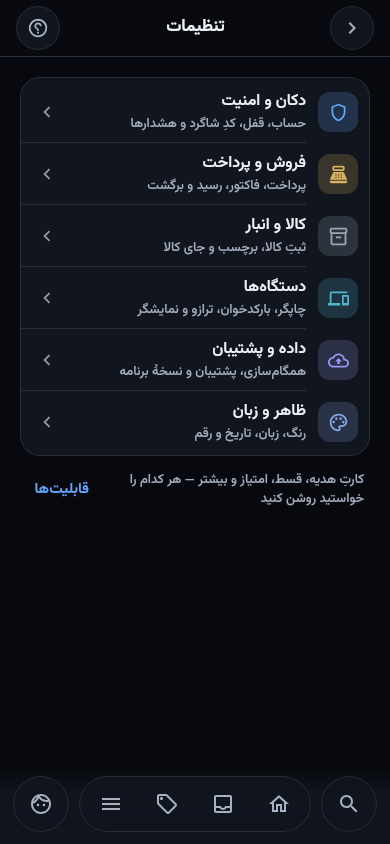 تنظیمات
دکان و امنیت
حساب، قفل، کدِ شاگرد و هشدارها
فروش و پرداخت
پرداخت، فاکتور، رسید و برگشت
کالا و انبار
ثبتِ کالا، برچسب و جای کالا
دستگاه‌ها
چاپگر، بارکدخوان، ترازو و نمایشگر
داده و پشتیبان
همگام‌سازی، پشتیبان و نسخهٔ برنامه
ظاهر و زبان
رنگ، زبان، تاریخ و رقم
کارتِ هدیه، قسط، امتیاز و بیشتر — هر کدام را
خواستید روشن کنید
قابلیت‌ها